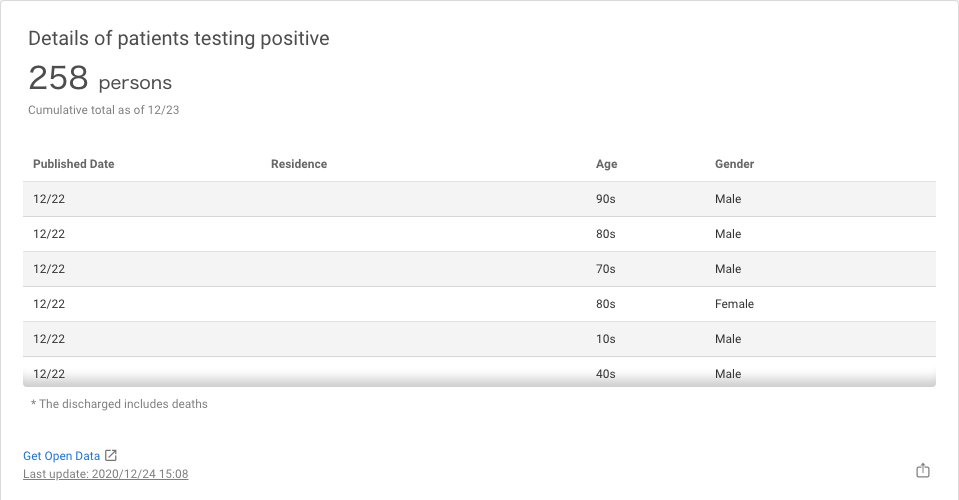 Details of patients testing positive
258 persons
Cumulative total as of 12/23
Published Date Residence Age Gender
12/22 90s Male
12/22 80s Male
12/22 70s Male
12/22 80s Female
12/22 10s Male
12/22 40s Male
* The discharged includes deaths
Get Open Data
Last update: 2020/12/24 15:08